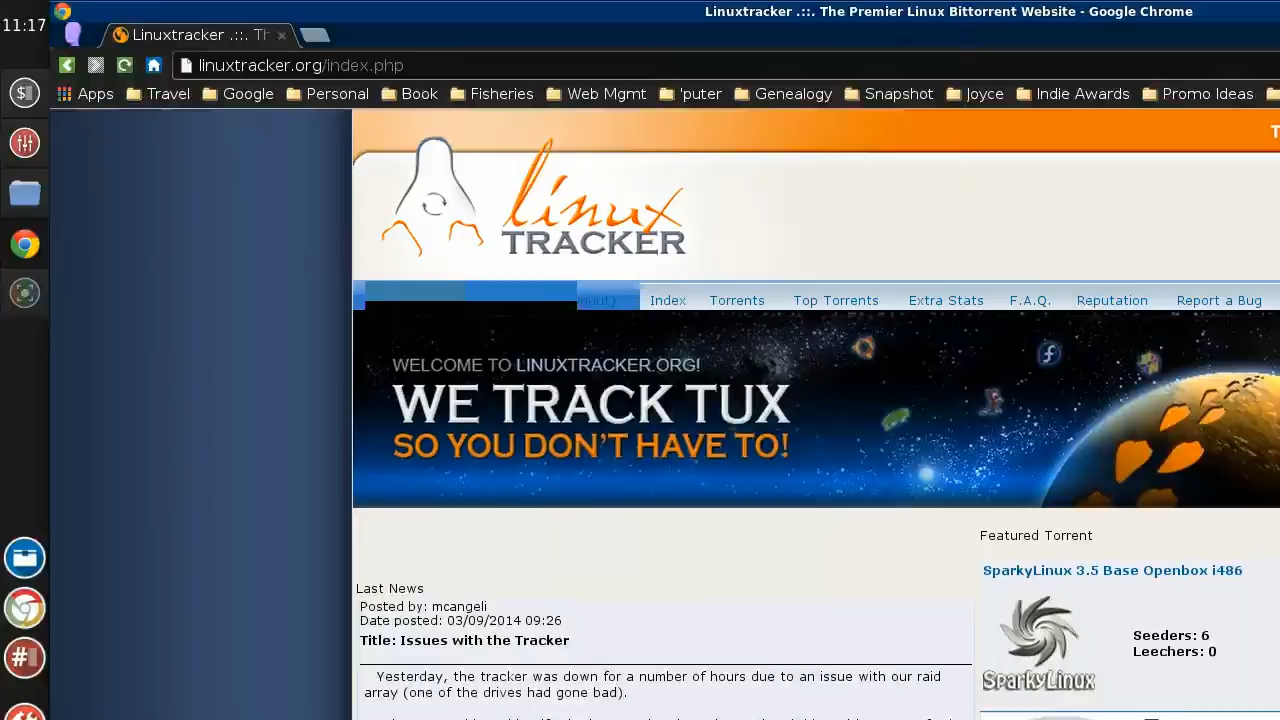 11:17
Linuxtracker .::. The Premier Linux Bittorrent Website - Google Chrome
Linuxtracker .::. Th
linuxtracker.org/index.php
Apps Travel Google Personal Book Fisheries Web Mgmt 'puter Genealogy Snapshot Joyce Indie Awards Promo Ideas
T
linux
TRACKER
Index Torrents Top Torrents Extra Stats F.A.Q. Reputation Report a Bug
WELCOME TO LINUXTRACKER.ORG!
WE TRACK TUX
SO YOU DON'T HAVE TO!
Featured Torrent
SparkyLinux 3.5 Base Openbox i486
Seeders: 6
Leechers: 0
SparkyLinux
Last News
Posted by: mcangeli
Date posted: 03/09/2014 09:26
Title: Issues with the Tracker
Yesterday, the tracker was down for a number of hours due to an issue with our raid
array (one of the drives had gone bad).